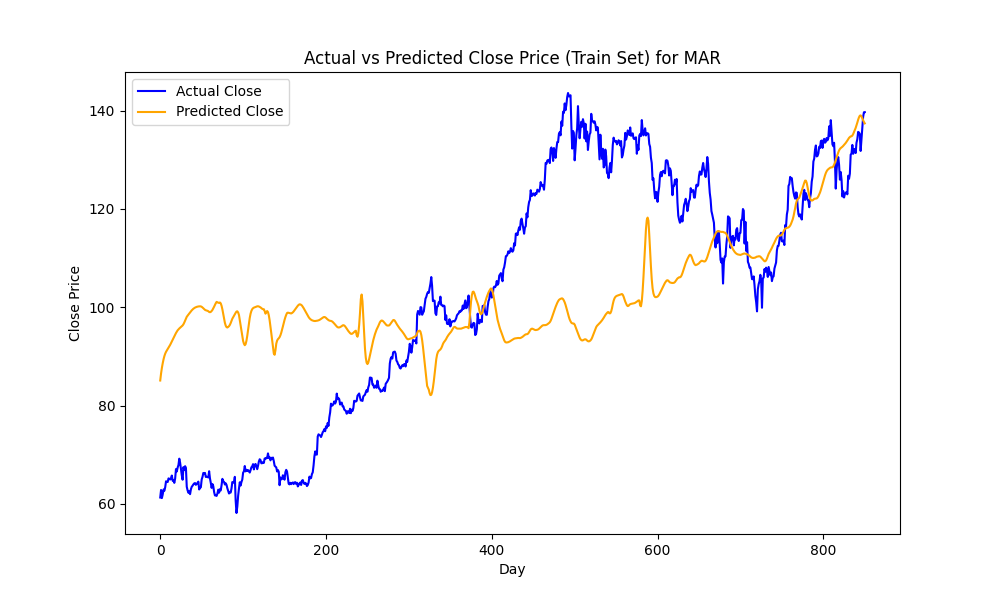 Actual vs Predicted Close Price (Train Set) for MAR
Actual Close
Predicted Close
140
120
100
80
60
Close Price
0 200 400 600 800
Day